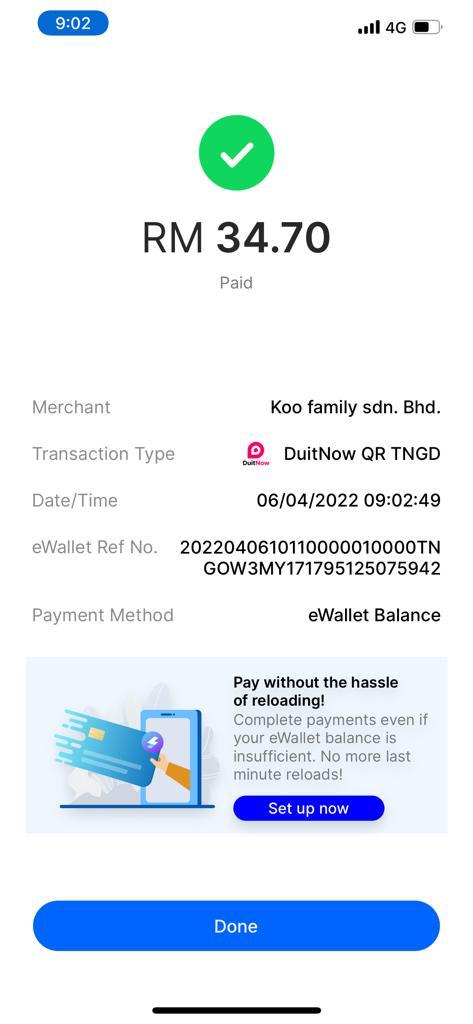 9:02
4G
RM 34.70
Paid
Merchant Koo family sdn. Bhd.
Transaction Type DuitNow DuitNow QR TNGD
Date/Time 06/04/2022 09:02:49
eWallet Ref No. 2022040610110000010000TN
GOW3MY171795125075942
Payment Method eWallet Balance
Pay without the hassle
of reloading!
Complete payments even if
your eWallet balance is
insufficient. No more last
minute reloads!
Set up now
Done